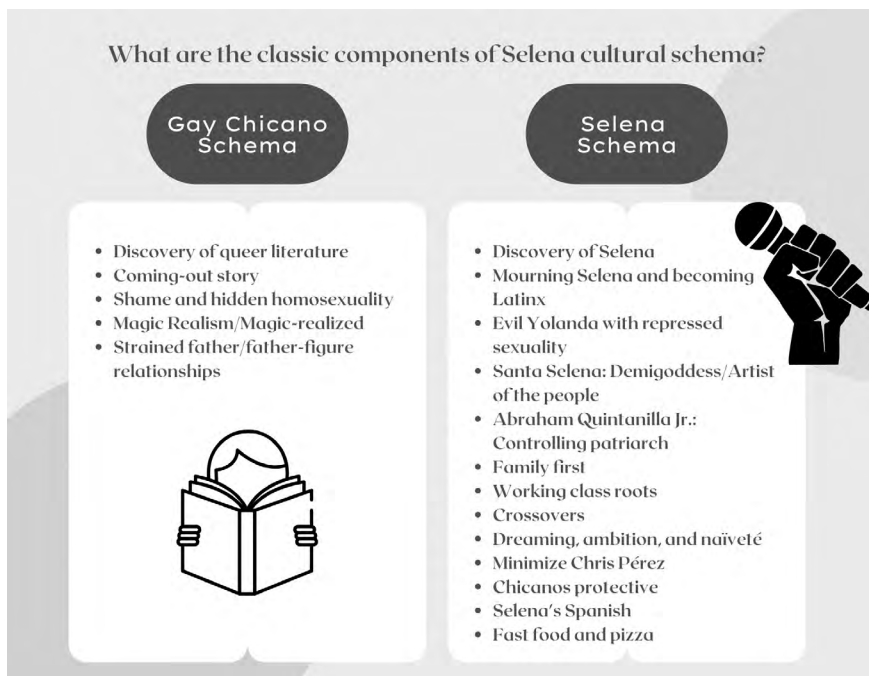 What are the classic components of Selena cultural schema?
Gay Chicano
Schema
• Discovery of queer literature
• Coming-out story
• Shame and hidden homosexuality
• Magic Realism/Magic-realized
• Strained father/father-figure
relationships
Selena
Schema
• Discovery of Selena
• Mourning Selena and becoming
Latinx
• Evil Yolanda with repressed
sexuality
• Santa Selena: Demigoddess/Artist
of the people
• Abraham Quintanilla Jr.:
Controlling patriarch
• Family first
• Working class roots
• Crossovers
• Dreaming, ambition, and naïveté
• Minimize Chris Pérez
• Chicanos protective
• Selena's Spanish
• Fast food and pizza